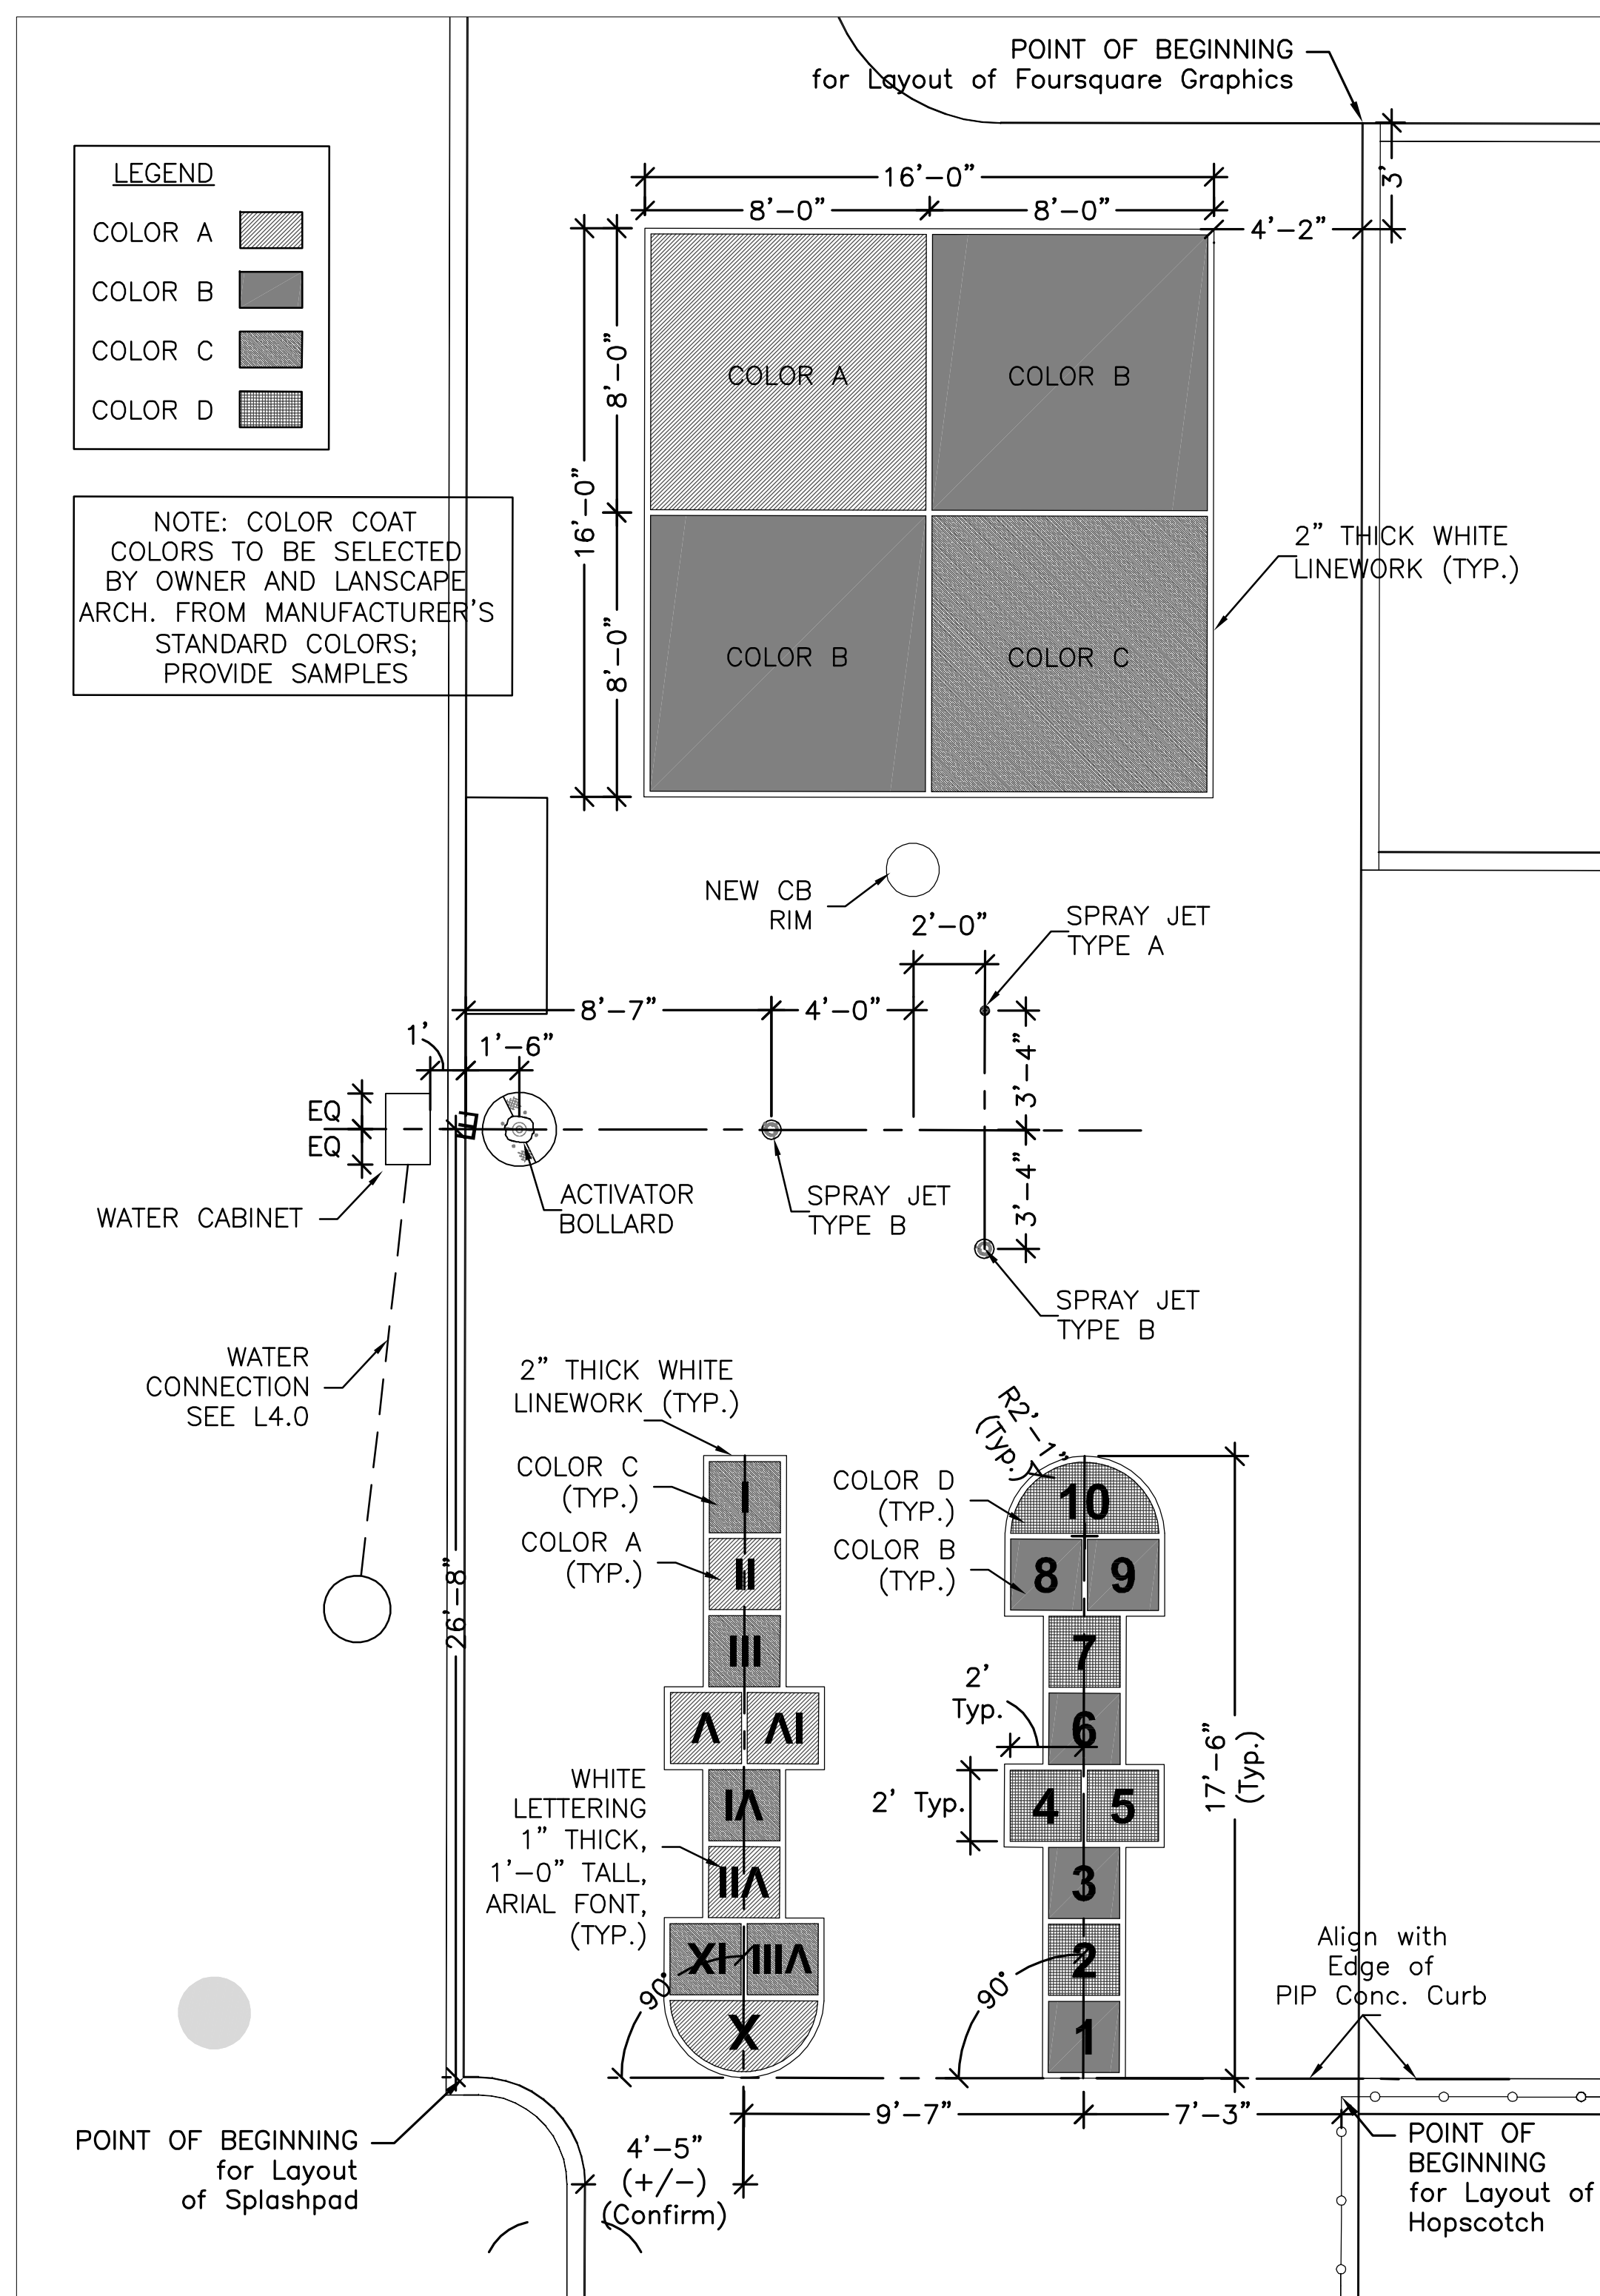 POINT OF BEGINNING
for Layout of Foursquare Graphics
3'
LEGEND
COLOR A
COLOR B
COLOR C
COLOR D
16'-0"
8'-0"
8'-0"
4'-2"
8'-0"
16'-0"
8'-0"
COLOR A
COLOR B
COLOR B
COLOR C
NOTE: COLOR COAT
COLORS TO BE SELECTED
BY OWNER AND LANSCAPE
ARCH. FROM MANUFACTURER'S
STANDARD COLORS;
PROVIDE SAMPLES
2" THICK WHITE
LINEWORK (TYP.)
NEW CB
RIM
2'-0"
SPRAY JET
TYPE A
8'-7"
4'-0"
1'
1'-6"
3'-4"
3'-4"
EQ
EQ
WATER CABINET
ACTIVATOR
BOLLARD
SPRAY JET
TYPE B
SPRAY JET
TYPE B
WATER
CONNECTION
SEE L4.0
26'-8"
2" THICK WHITE
LINEWORK (TYP.)
COLOR C
(TYP.)
COLOR A
(TYP.)
I
II
III
V
IV
VI
VII
IX
VIII
X
WHITE
LETTERING
1" THICK,
1'-0" TALL,
ARIAL FONT,
(TYP.)
90°
R2'-1"
(Typ.)
COLOR D
(TYP.)
COLOR B
(TYP.)
10
8
9
7
6
4
5
3
2
1
2'
Typ.
2' Typ.
17'-6"
(Typ.)
90°
Align with
Edge of
PIP Conc. Curb
9'-7"
7'-3"
4'-5"
(+/-)
(Confirm)
POINT OF BEGINNING
for Layout
of Splashpad
POINT OF
BEGINNING
for Layout of
Hopscotch